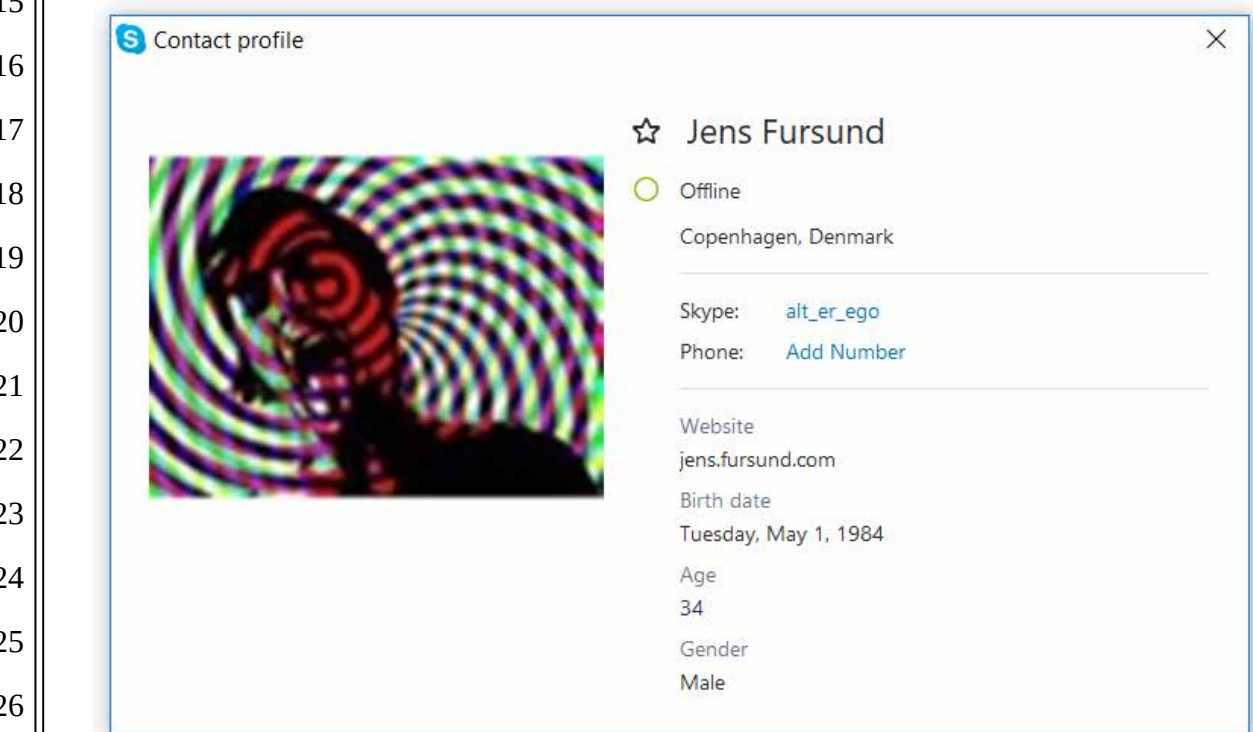 15
16
17
18
19
20
21
22
23
24
25
26
S Contact profile
Jens Fursund
Offline
Copenhagen, Denmark
Skype: alt_er_ego
Phone: Add Number
Website
jens.fursund.com
Birth date
Tuesday, May 1, 1984
Age
34
Gender
Male